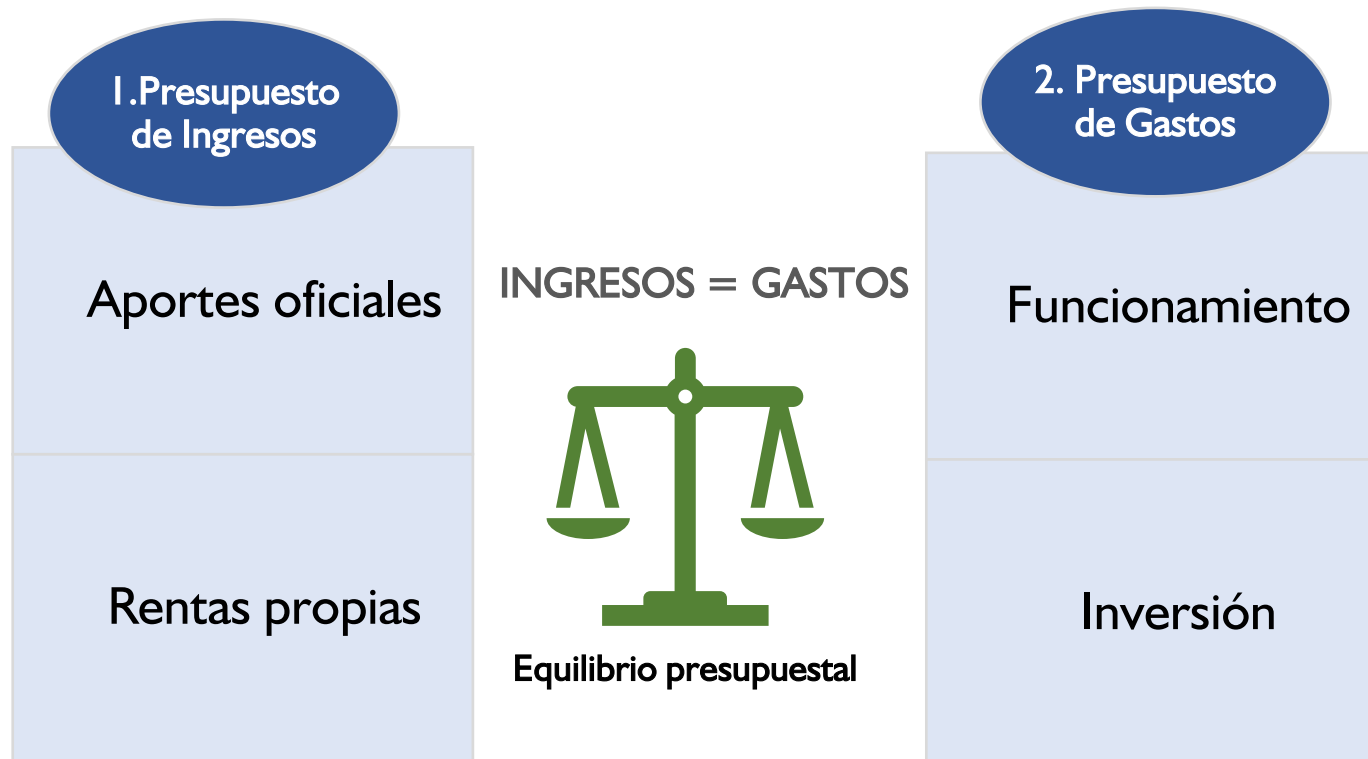 1.Presupuesto
de Ingresos
Aportes oficiales
Rentas propias
INGRESOS = GASTOS
Equilibrio presupuestal
2. Presupuesto
de Gastos
Funcionamiento
Inversión